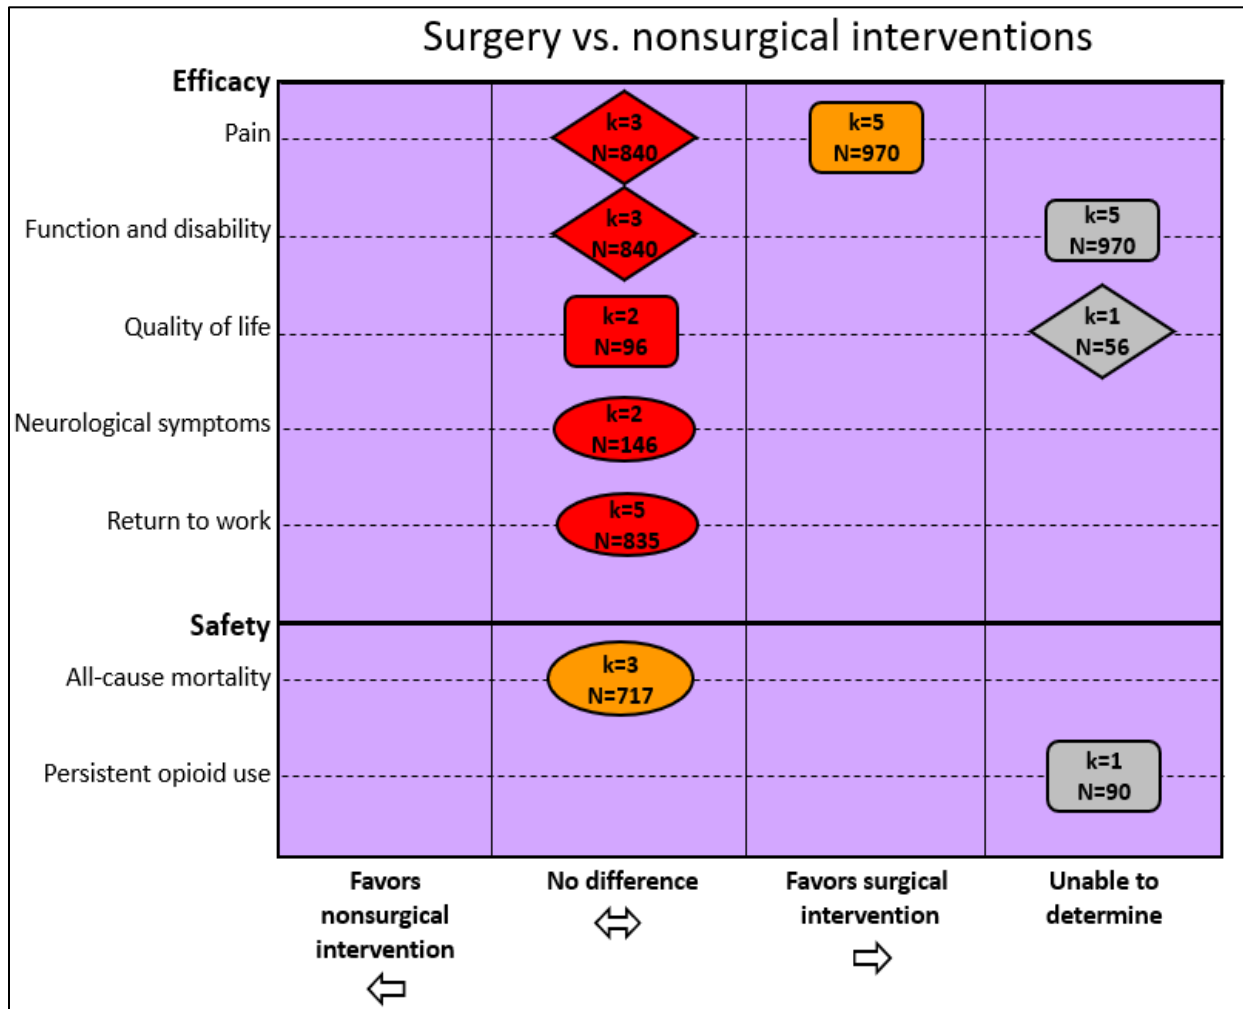 Surgery vs. nonsurgical interventions
Efficacy
Pain
k=3
N=840
k=5
N=970
Function and disability
k=3
N=840
k=5
N=970
Quality of life
k=2
N=96
k=1
N=56
Neurological symptoms
k=2
N=146
Return to work
k=5
N=835
Safety
All-cause mortality
k=3
N=717
Persistent opioid use
k=1
N=90
Favors
nonsurgical
intervention
No difference
Favors surgical
intervention
Unable to
determine